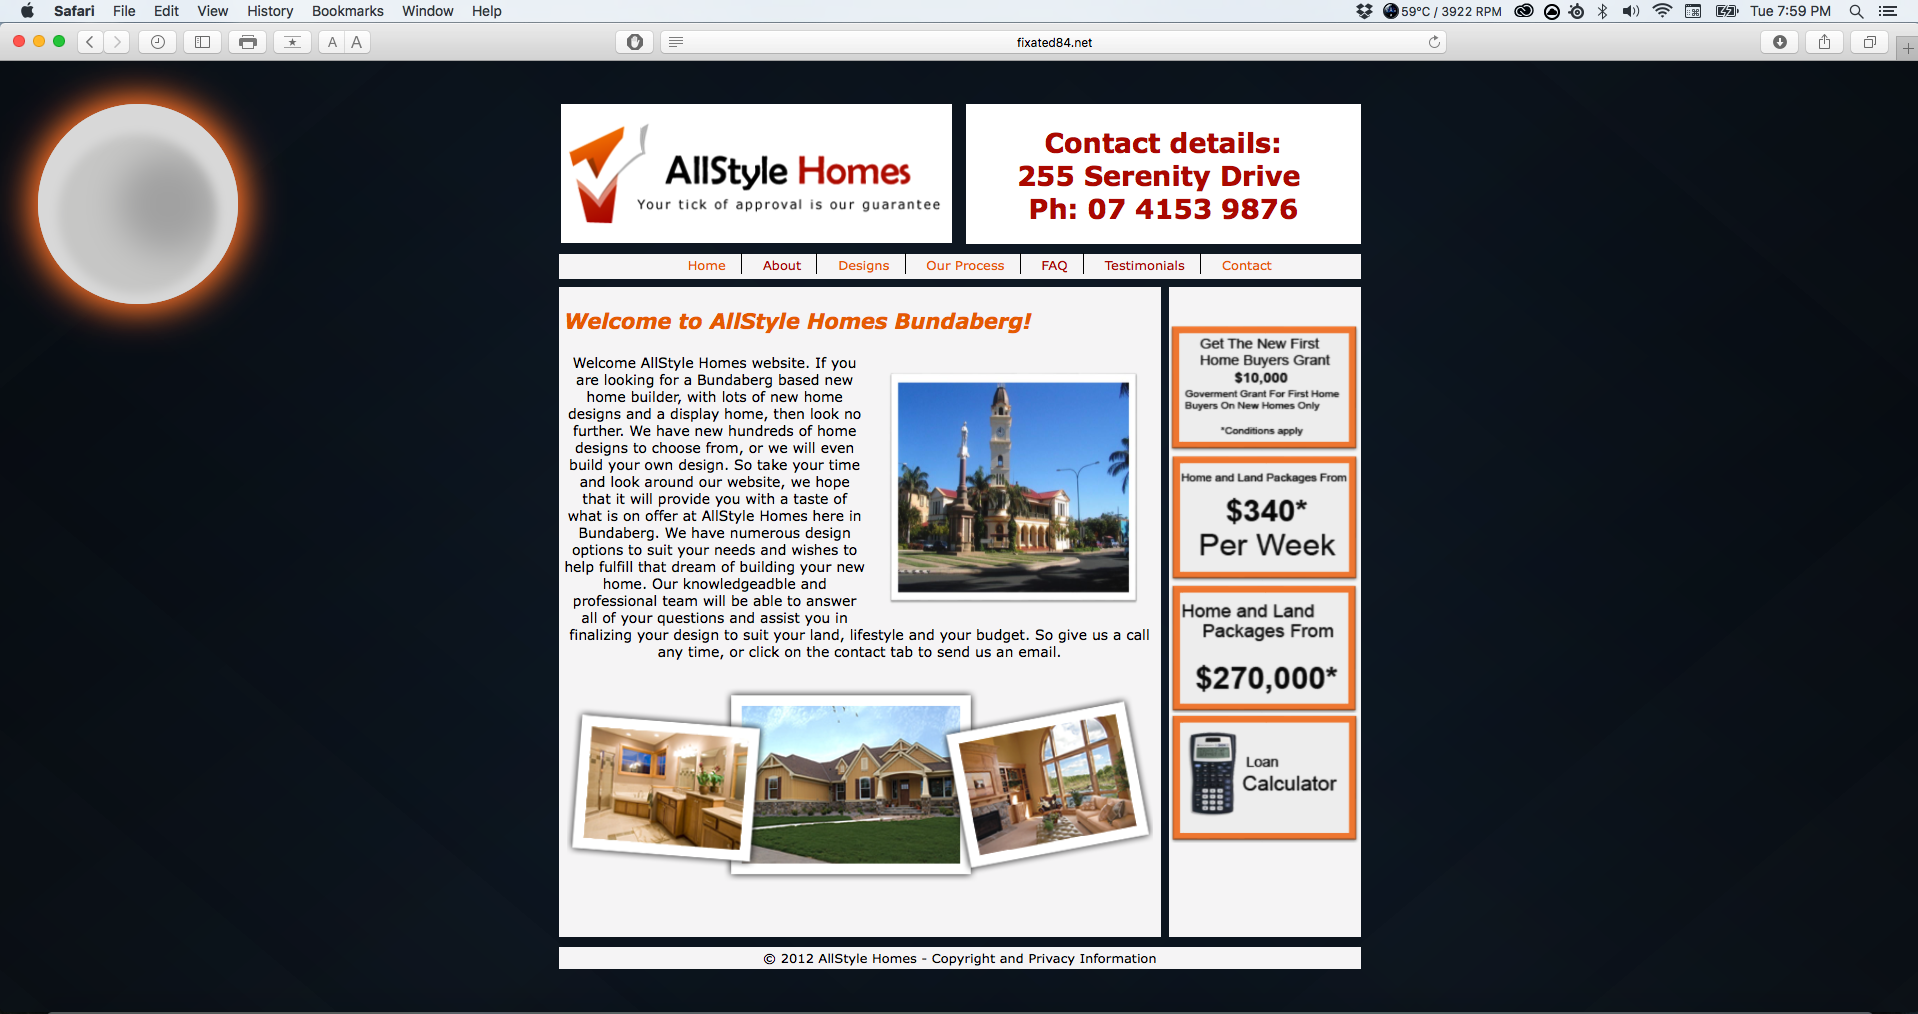 Safari File Edit View History Bookmarks Window Help 59°C / 3922 RPM Tue 7:59 PM
A A fixated84.net
AllStyle Homes
Your tick of approval is our guarantee
Contact details:
255 Serenity Drive
Ph: 07 4153 9876
Home About Designs Our Process FAQ Testimonials Contact
Welcome to AllStyle Homes Bundaberg!
Welcome AllStyle Homes website. If you
are looking for a Bundaberg based new
home builder, with lots of new home
designs and a display home, then look no
further. We have new hundreds of home
designs to choose from, or we will even
build your own design. So take your time
and look around our website, we hope
that it will provide you with a taste of
what is on offer at AllStyle Homes here in
Bundaberg. We have numerous design
options to suit your needs and wishes to
help fulfill that dream of building your new
home. Our knowledgeadble and
professional team will be able to answer
all of your questions and assist you in
finalizing your design to suit your land, lifestyle and your budget. So give us a call
any time, or click on the contact tab to send us an email.
Get The New First
Home Buyers Grant
$10,000
Goverment Grant For First Home
Buyers On New Homes Only
*Conditions apply
Home and Land Packages From
$340*
Per Week
Home and Land
Packages From
$270,000*
Loan
Calculator
© 2012 AllStyle Homes - Copyright and Privacy Information